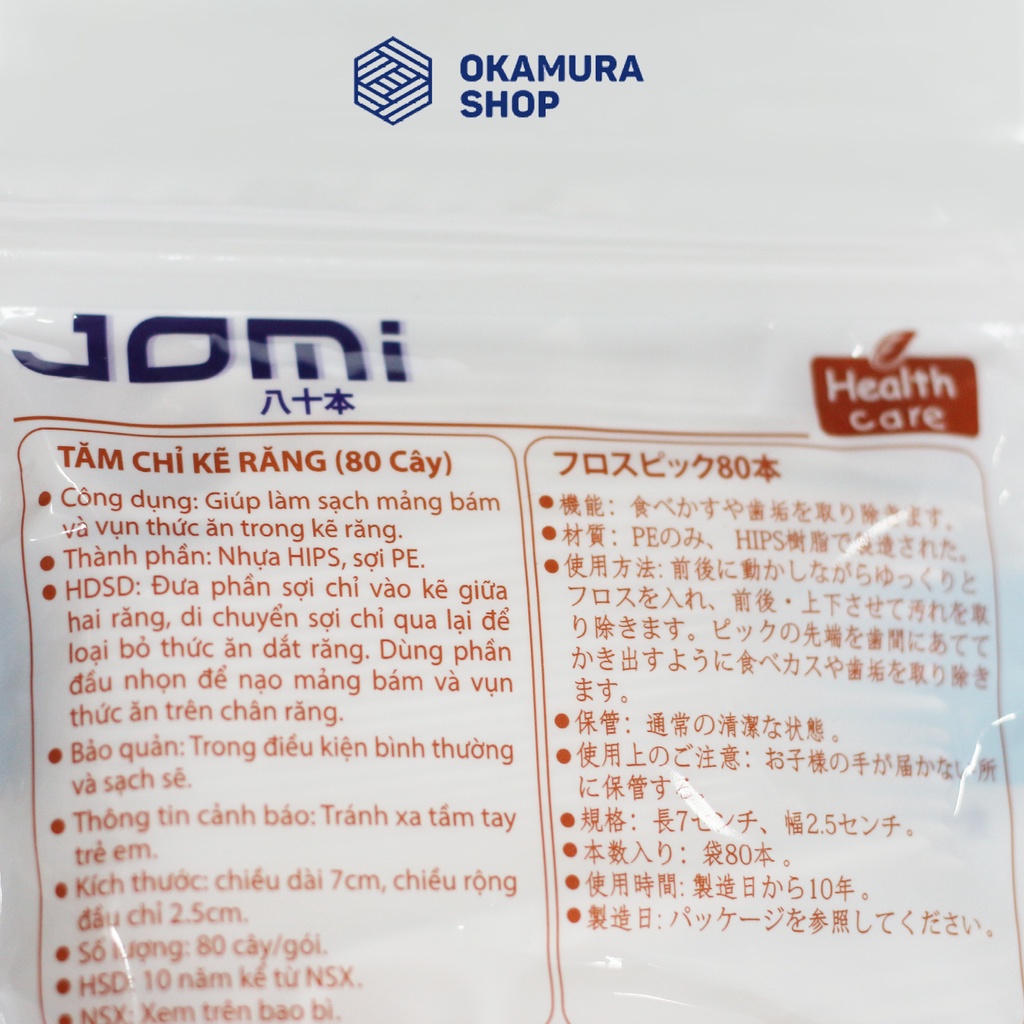 OKAMURA
SHOP
JOMi
八十本
Health
care
TĂM CHỈ KẼ RĂNG (80 Cây)
• Công dụng: Giúp làm sạch mảng bám
và vụn thức ăn trong kẽ răng.
• Thành phần: Nhựa HIPS, sợi PE.
• HDSD: Đưa phần sợi chỉ vào kẽ giữa
hai răng, di chuyển sợi chỉ qua lại để
loại bỏ thức ăn dắt răng. Dùng phần
đầu nhọn để nạo mảng bám và vụn
thức ăn trên chân răng.
• Bảo quản: Trong điều kiện bình thường
và sạch sẽ.
• Thông tin cảnh báo: Tránh xa tầm tay
trẻ em.
• Kích thước: chiều dài 7cm, chiều rộng
đầu chỉ 2.5cm.
• Số lượng: 80 cây/gói.
• HSD: 10 năm kể từ NSX.
• NSX: Xem trên bao bì.
フロスピック80本
• 機能: 食べかすや歯垢を取り除きます。
• 材質: PEのみ、HIPS樹脂で製造された。
• 使用方法: 前後に動かしながらゆっくりと
フロスを入れ、前後・上下させて汚れを取
り除きます。ピックの先端を歯間にあてて
かき出すように食べカスや歯垢を取り除き
ます。
• 保管: 通常の清潔な状態。
• 使用上のご注意: お子様の手が届かない所
に保管する。
• 規格: 長7センチ、幅2.5センチ。
• 本数入り: 袋80本。
• 使用時間: 製造日から10年。
• 製造日: パッケージを参照してください。